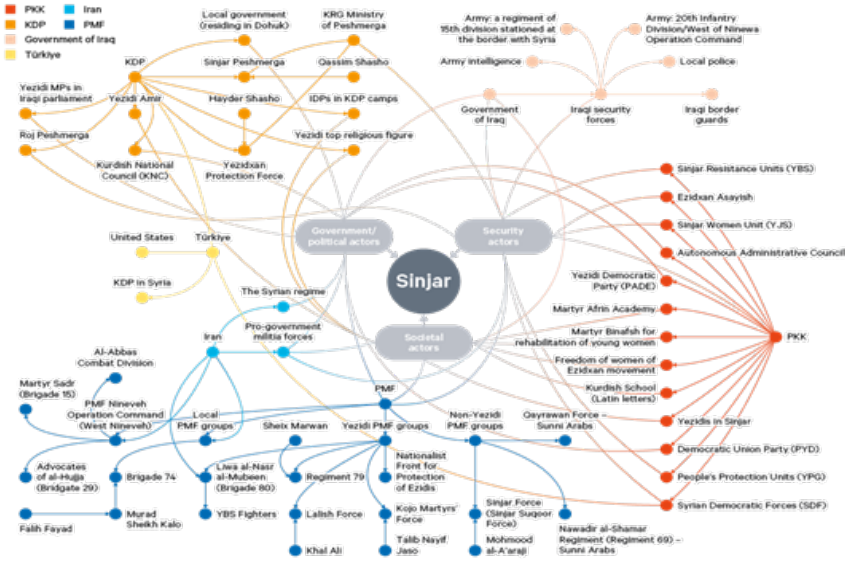 PKK
Iran
KDP
PMF
Government of Iraq
Türkiye
Local government
(residing in Dohuk)
KRG Ministry
of Peshmerga
Army: a regiment of
15th division stationed at
the border with Syria
Army: 20th Infantry
Division/West of Ninewa
Operation Command
KDP
Sinjar Peshmerga
Qassim Shasho
Army intelligence
Local police
Yezidi MPs in
Iraqi parliament
Yezidi Amir
Hayder Shasho
IDPs in KDP camps
Government
of Iraq
Iraqi security
forces
Iraqi border
guards
Roj Peshmerga
Kurdish National
Council (KNC)
Yezidxan
Protection Force
Yezidi top religious figure
Sinjar Resistance Units (YBS)
Ezidxan Asayish
Sinjar Women Unit (YJS)
Autonomous Administrative Council
Yezidi Democratic
Party (PADE)
Martyr Afrin Academy
Martyr Binafsh for
rehabilitation of young women
Freedom of women of
Ezidxan movement
Kurdish School
(Latin letters)
Yezidis in Sinjar
Democratic Union Party (PYD)
People's Protection Units (YPG)
Syrian Democratic Forces (SDF)
PKK
Government/
political actors
Security
actors
Sinjar
Societal
actors
United States
Türkiye
KDP in Syria
The Syrian regime
Iran
Pro-government
militia forces
Al-Abbas
Combat Division
Martyr Sadr
(Brigade 15)
PMF Nineveh
Operation Command
(West Nineveh)
Local
PMF groups
Sheix Marwan
PMF
Yezidi PMF groups
Non-Yezidi
PMF groups
Qayrawan Force –
Sunni Arabs
Advocates
of al-Hujja
(Bridgate 29)
Brigade 74
Liwa al-Nasr
al-Mubeen
(Brigade 80)
Regiment 79
Nationalist
Front for
Protection
of Ezidis
Falih Fayad
Murad
Sheikh Kalo
YBS Fighters
Lalish Force
Kojo Martyrs'
Force
Sinjar Force
(Sinjar Suqoor
Force)
Nawadir al-Shamar
Regiment (Regiment 69) –
Sunni Arabs
Khal Ali
Talib Nayif
Jaso
Mohmood
al-A'araji